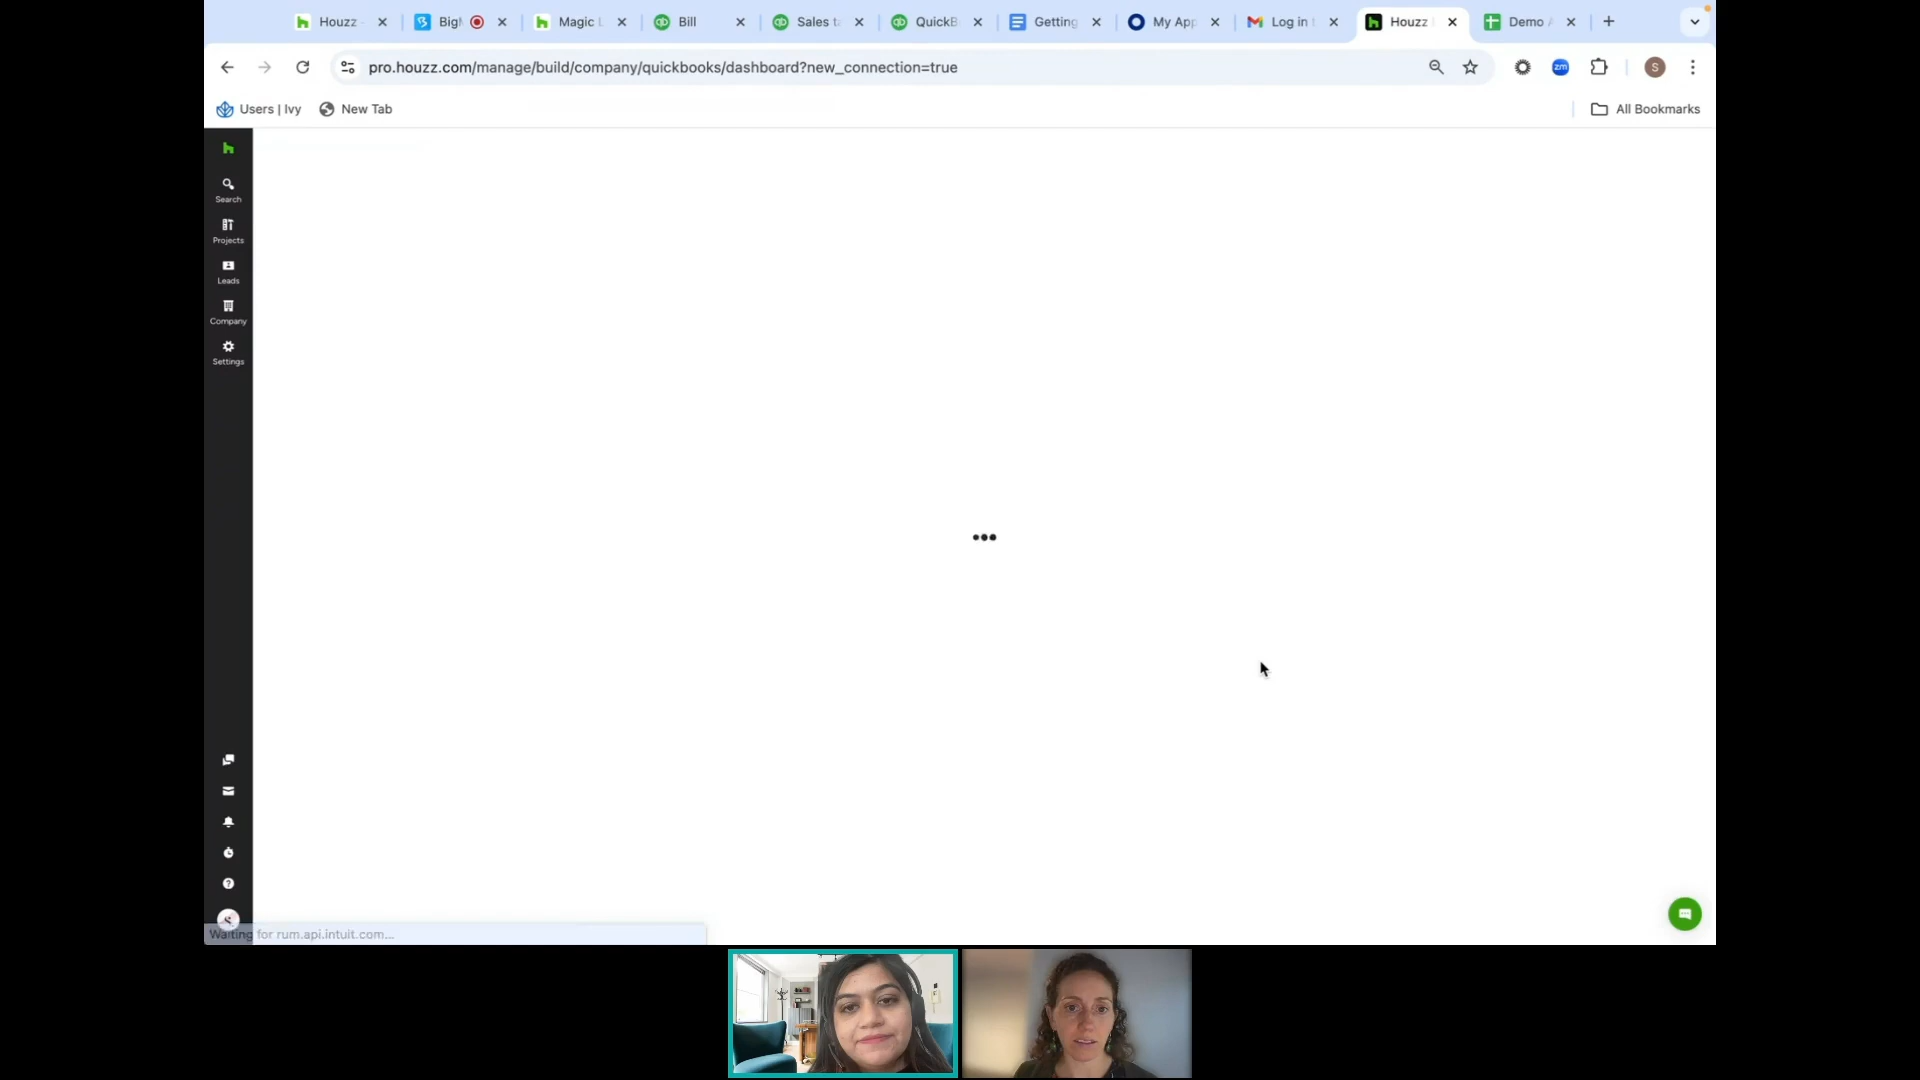 Houzz -
Big
Magic L
Bill
Sales t
QuickB
Getting
My App
Log in t
Houzz
Demo A
pro.houzz.com/manage/build/company/quickbooks/dashboard?new_connection=true
zm
S
Users | Ivy
New Tab
All Bookmarks
Search
Projects
Leads
Company
Settings
Waiting for rum.api.intuit.com...